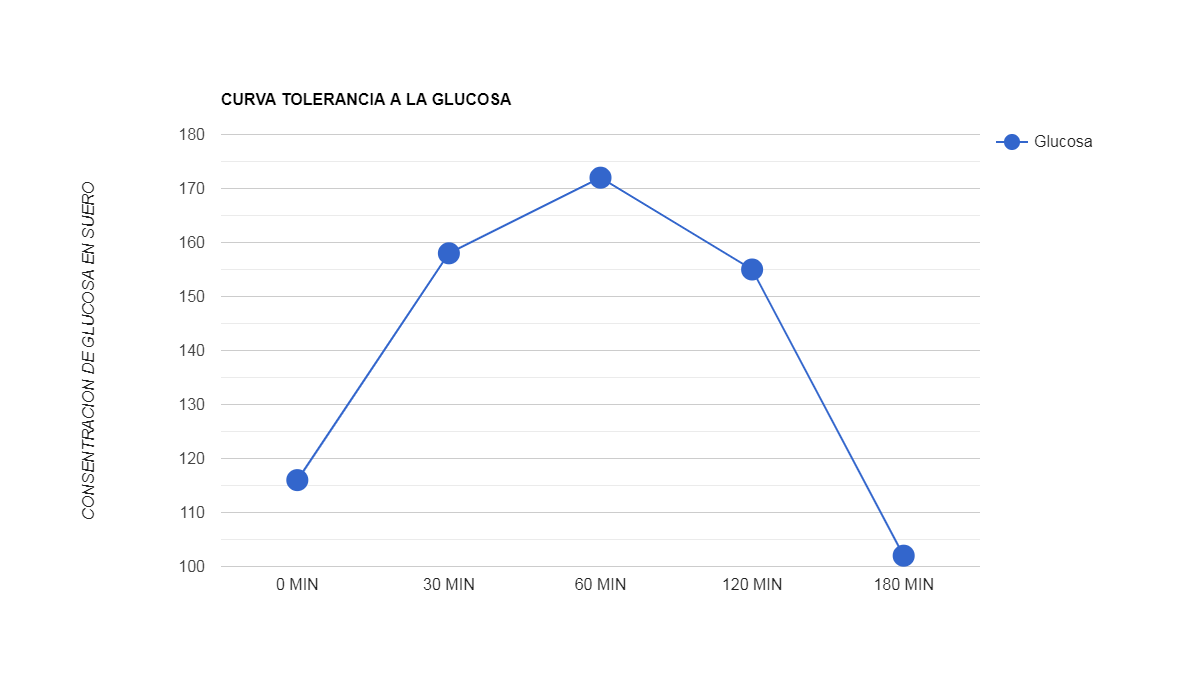 CURVA TOLERANCIA A LA GLUCOSA
180
170
160
150
140
130
120
110
100
CONSENTRACION DE GLUCOSA EN SUERO
0 MIN
30 MIN
60 MIN
120 MIN
180 MIN
Glucosa